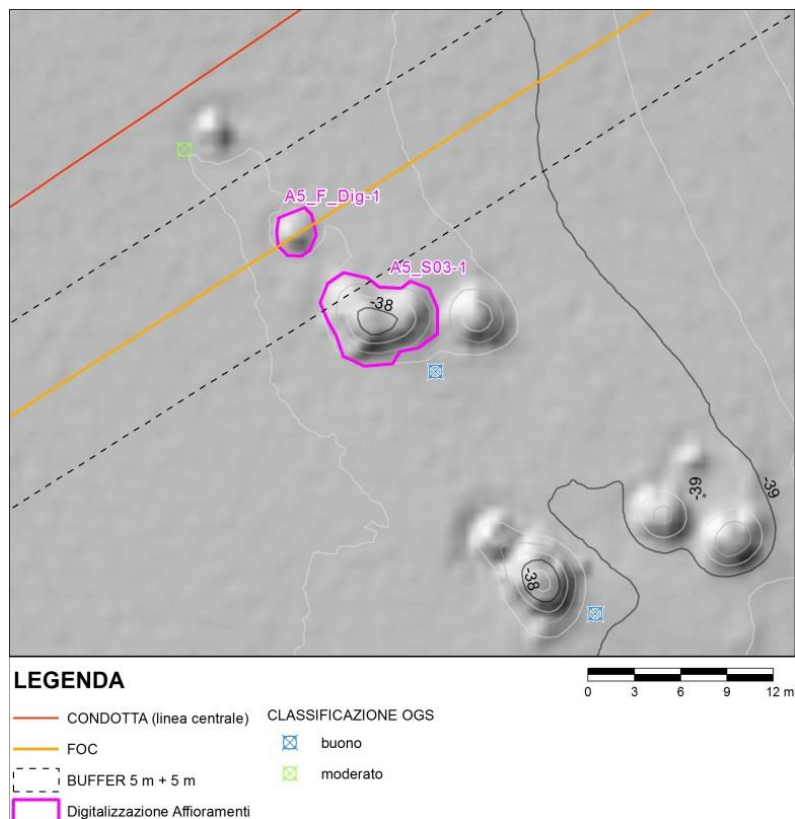 A5_F_Dig-1
A5_S03-1
-38
-39
-39
-38
LEGENDA
CONDOTTA (linea centrale)
FOC
BUFFER 5 m + 5 m
Digitalizzazione Affioramenti
CLASSIFICAZIONE OGS
buono
moderato
0 3 6 9 12 m